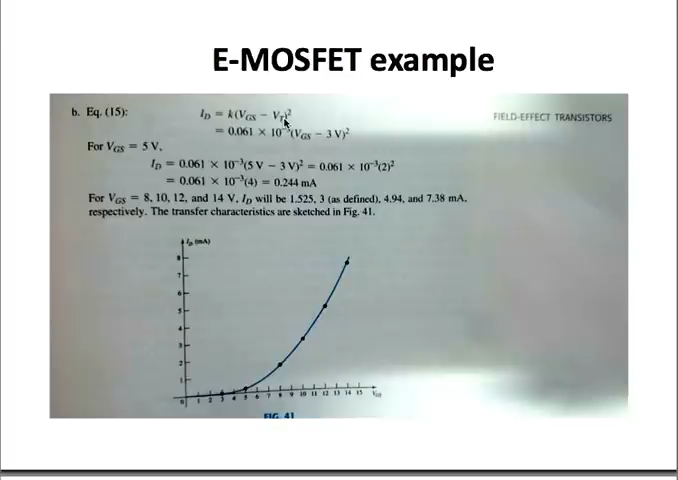 E-MOSFET example
b. Eq. (15): I_D = k(V_GS − V_T)²
FIELD-EFFECT TRANSISTORS
= 0.061 × 10⁻³(V_GS − 3 V)²
For V_GS = 5 V,
I_D = 0.061 × 10⁻³(5 V − 3 V)² = 0.061 × 10⁻³(2)²
= 0.061 × 10⁻³(4) = 0.244 mA
For V_GS = 8, 10, 12, and 14 V, I_D will be 1.525, 3 (as defined), 4.94, and 7.38 mA,
respectively. The transfer characteristics are sketched in Fig. 41.
I_D (mA)
8
7
6
5
4
3
2
1
0 1 2 3 4 5 6 7 8 9 10 11 12 13 14 15 V_GS
FIG. 41